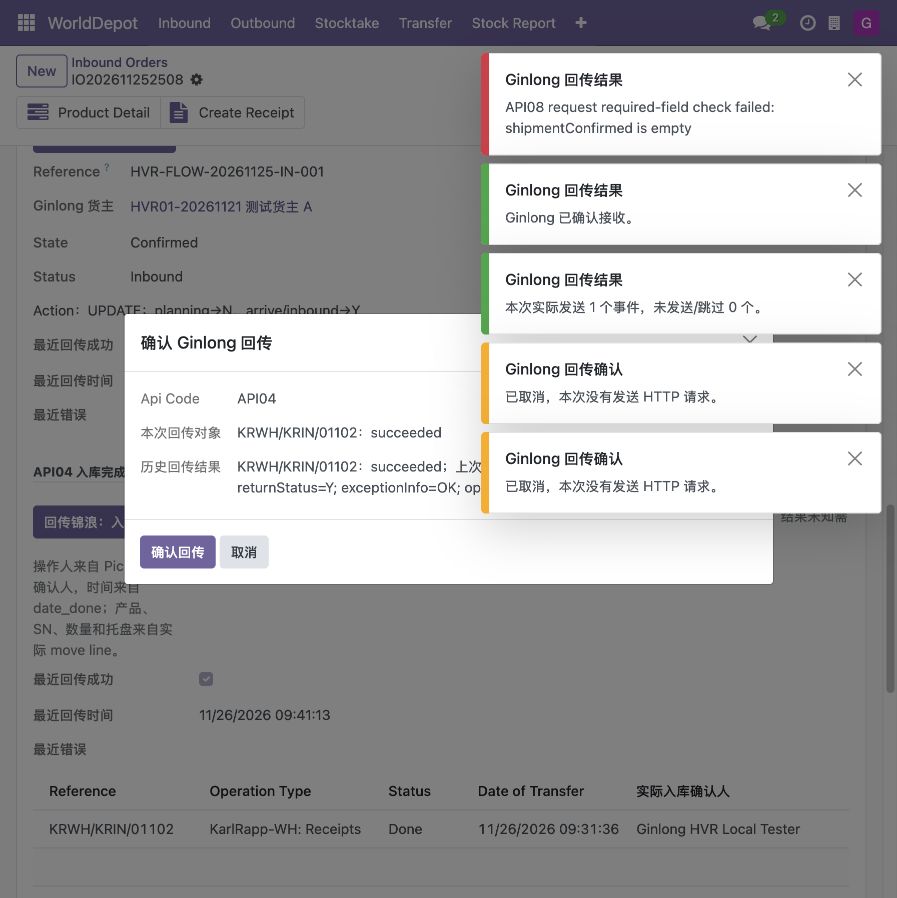 WorldDepot Inbound Outbound Stocktake Transfer Stock Report 2 G
New Inbound Orders
IO202611252508
Product Detail Create Receipt
Reference ? HVR-FLOW-20261125-IN-001
Ginlong 货主 HVR01-20261121 测试货主 A
State Confirmed
Status Inbound
Action：UPDATE；planning→N、arrive/inbound→Y
最近回传成功
最近回传时间
最近错误
API04 入库完成
回传锦浪：入
结果未知需
操作人来自 Pic
确认人，时间来自
date_done；产品、
SN、数量和托盘来自实
际 move line。
最近回传成功
最近回传时间 11/26/2026 09:41:13
最近错误
Reference Operation Type Status Date of Transfer 实际入库确认人
KRWH/KRIN/01102 KarlRapp-WH: Receipts Done 11/26/2026 09:31:36 Ginlong HVR Local Tester
确认 Ginlong 回传
Api Code API04
本次回传对象 KRWH/KRIN/01102：succeeded
历史回传结果 KRWH/KRIN/01102：succeeded；上次
returnStatus=Y; exceptionInfo=OK; op
确认回传 取消
Ginlong 回传结果
API08 request required-field check failed:
shipmentConfirmed is empty
Ginlong 回传结果
Ginlong 已确认接收。
Ginlong 回传结果
本次实际发送 1 个事件，未发送/跳过 0 个。
Ginlong 回传确认
已取消，本次没有发送 HTTP 请求。
Ginlong 回传确认
已取消，本次没有发送 HTTP 请求。